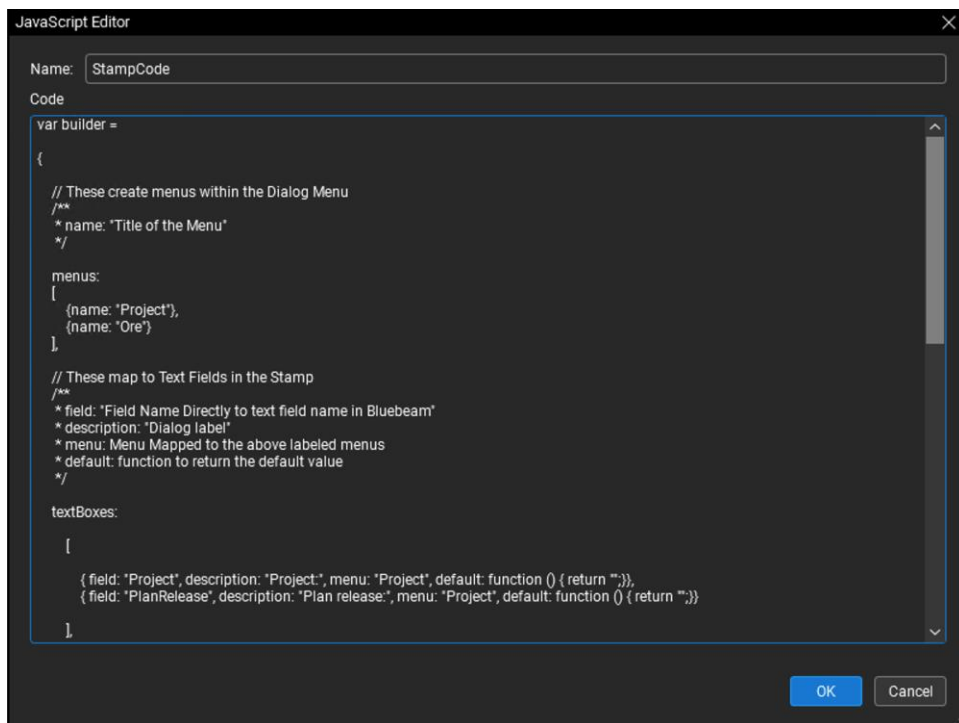 JavaScript Editor
Name: StampCode
Code
var builder =
{
// These create menus within the Dialog Menu
/**
* name: "Title of the Menu"
*/
menus:
[
{name: "Project"},
{name: "Ore"}
],
// These map to Text Fields in the Stamp
/**
* field: "Field Name Directly to text field name in Bluebeam"
* description: "Dialog label"
* menu: Menu Mapped to the above labeled menus
* default: function to return the default value
*/
textBoxes:
[
{ field: "Project", description: "Project:", menu: "Project", default: function () { return "";}},
{ field: "PlanRelease", description: "Plan release:", menu: "Project", default: function () { return "";}}
],
OK Cancel